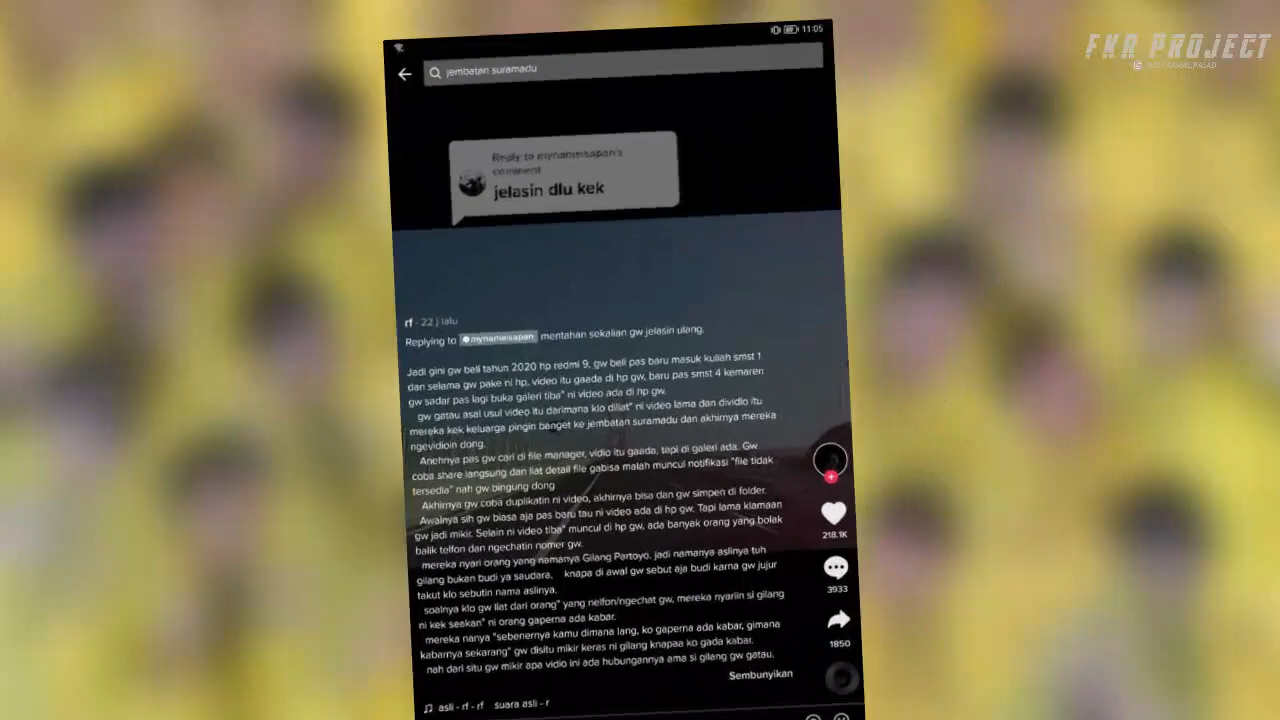 FKR PROJECT
11:05
jembatan suramadu
Reply to mynameisapan's
comment
jelasin dlu kek
rf · 22 j lalu
Replying to @mynameisapan mentahan sekalian gw jelasin ulang.
Jadi gini gw beli tahun 2020 hp redmi 9, gw beli pas baru masuk kuliah smst 1
dan selama gw pake ni hp, video itu gaada di hp gw, baru pas smst 4 kemaren
gw sadar pas lagi buka galeri tiba" ni video ada di hp gw.
gw gatau asal usul video itu darimana klo diliat" ni video lama dan dividio itu
mereka kek keluarga pingin banget ke jembatan suramadu dan akhirnya mereka
ngevidioin dong.
Anehnya pas gw cari di file manager, vidio itu gaada, tapi di galeri ada. Gw
coba share langsung dan liat detail file gabisa malah muncul notifikasi "file tidak
tersedia" nah gw bingung dong
Akhirnya gw coba duplikatin ni video, akhirnya bisa dan gw simpen di folder.
Awalnya sih gw biasa aja pas baru tau ni video ada di hp gw. Tapi lama klamaan
gw jadi mikir. Selain ni video tiba" muncul di hp gw, ada banyak orang yang bolak
balik telfon dan ngechatin nomer gw.
mereka nyari orang yang namanya Gilang Partoyo, jadi namanya aslinya tuh
gilang bukan budi ya saudara, knapa di awal gw sebut aja budi karna gw jujur
takut klo sebutin nama aslinya,
soalnya klo gw liat dari orang" yang nelfon/ngechat gw, mereka nyariin si gilang
ni kek seakan" ni orang gaperna ada kabar.
mereka nanya "sebenernya kamu dimana lang, ko gaperna ada kabar, gimana
kabarnya sekarang" gw disitu mikir keras ni gilang knapaa ko gada kabar.
nah dari situ gw mikir apa vidio ini ada hubungannya ama si gilang gw gatau,
Sembunyikan
218.1K
3933
1850
asli - rf - rf suara asli - r